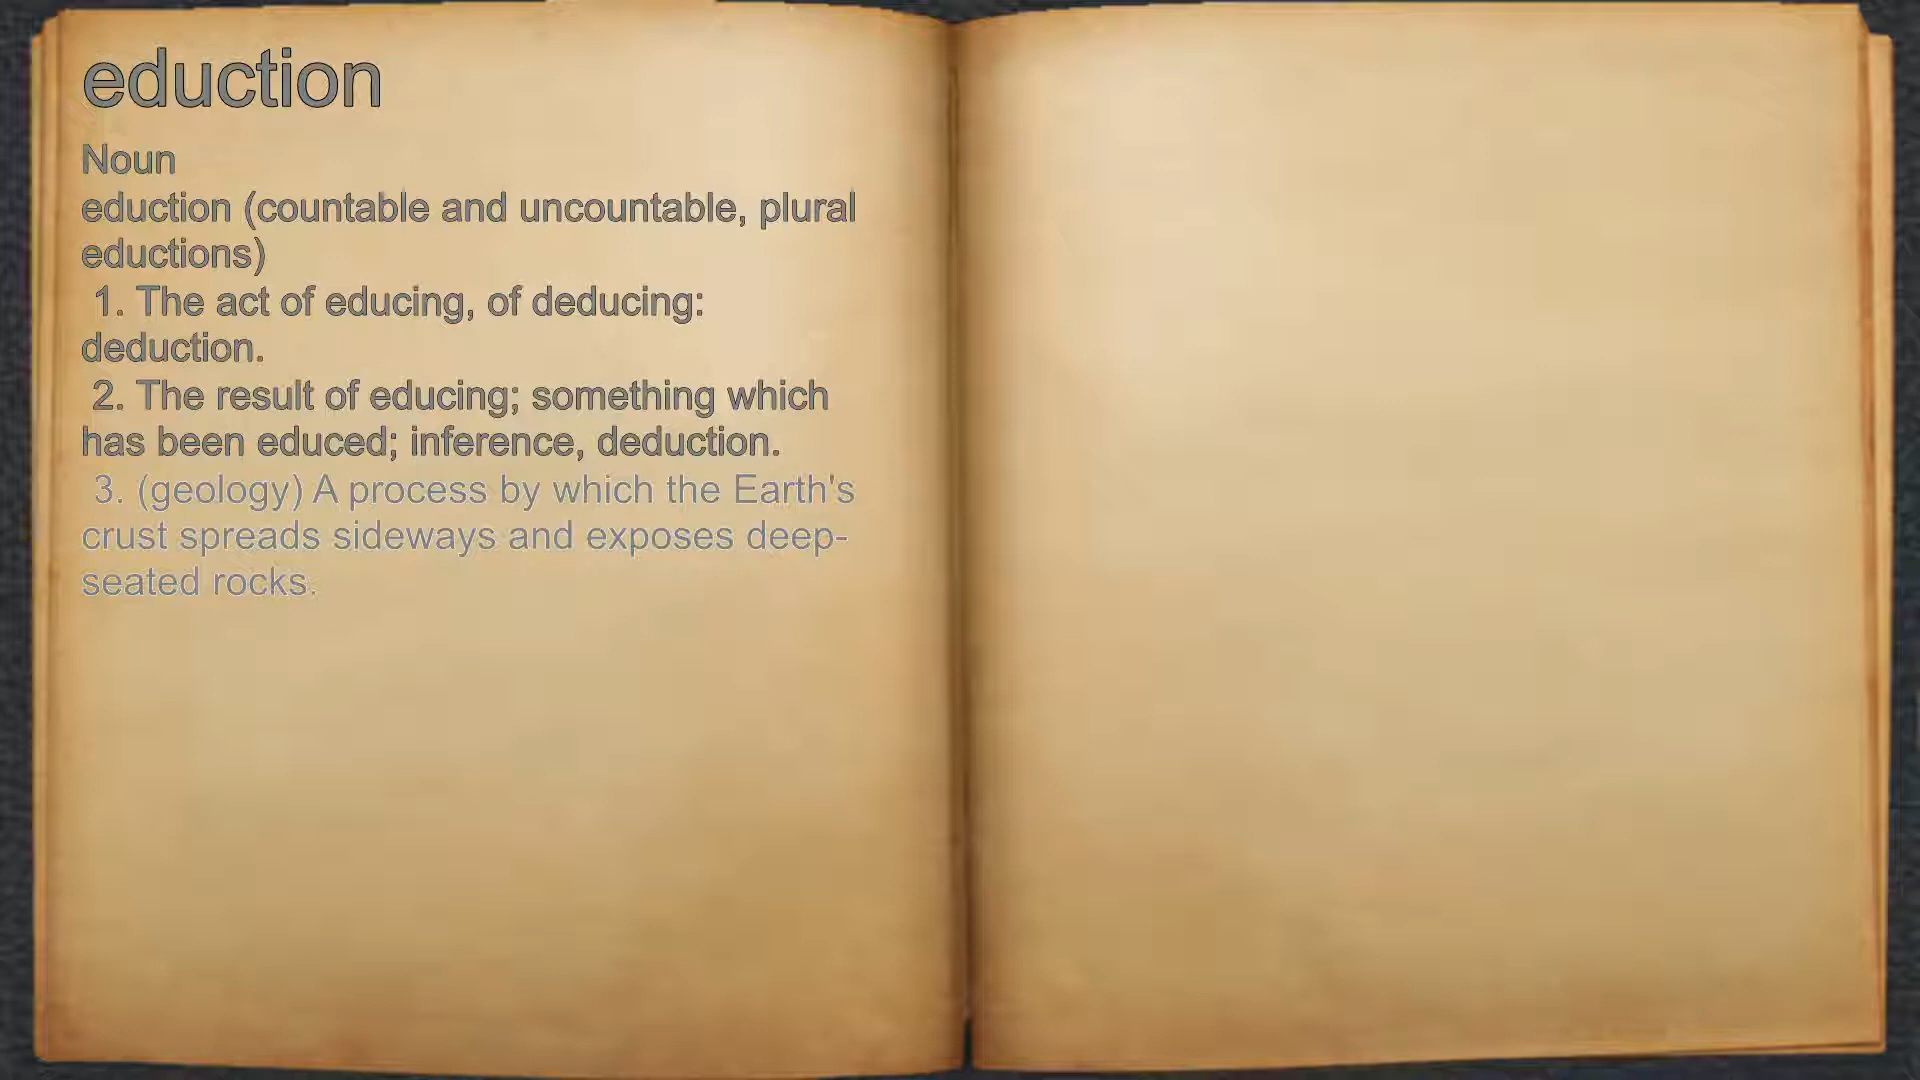 eduction
Noun
eduction (countable and uncountable, plural
eductions)
1. The act of educing, of deducing:
deduction.
2. The result of educing; something which
has been educed; inference, deduction.
3. (geology) A process by which the Earth's
crust spreads sideways and exposes deep-
seated rocks.